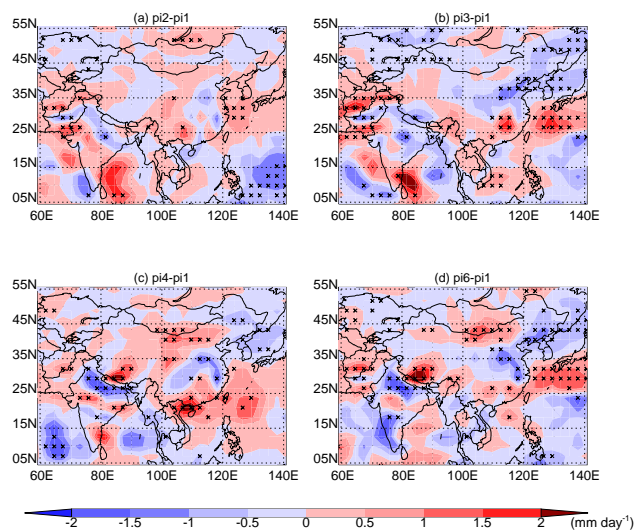 (a) pi2-pi1
(b) pi3-pi1
55N 55N
45N 45N
35N 35N
25N 25N
15N 15N
05N 05N
60E 80E 100E 120E 140E 60E 80E 100E 120E 140E
(c) pi4-pi1
(d) pi6-pi1
55N 55N
45N 45N
35N 35N
25N 25N
15N 15N
05N 05N
60E 80E 100E 120E 140E 60E 80E 100E 120E 140E
-2 -1.5 -1 -0.5 0 0.5 1 1.5 2 (mm day⁻¹)